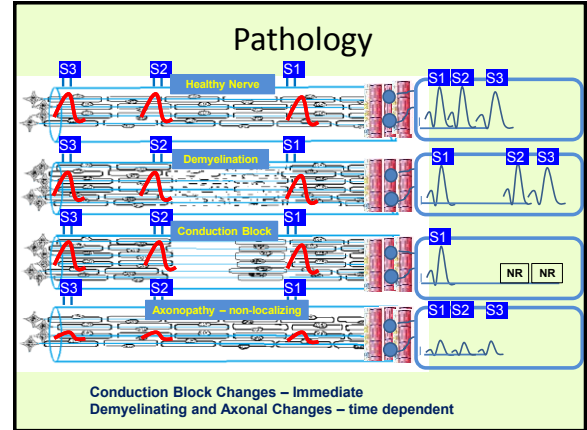 Pathology
S3 S2 S1
Healthy Nerve
S1 S2 S3
S3 S2 S1
Demyelination
S1 S2 S3
S3 S2 S1
Conduction Block
S1
NR NR
S3 S2 S1
Axonopathy – non-localizing
S1 S2 S3
Conduction Block Changes – Immediate
Demyelinating and Axonal Changes – time dependent